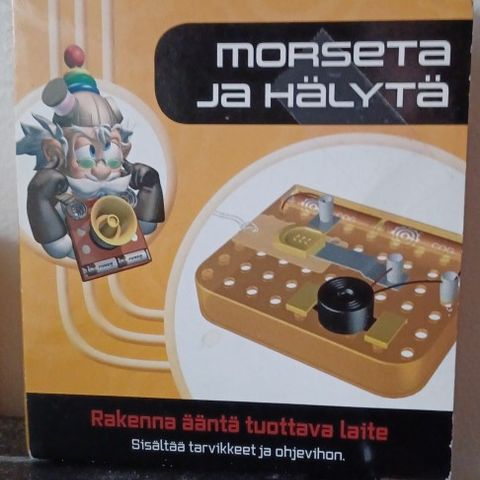 MORSETA
JA HÄLYTÄ
Rakenna ääntä tuottava laite
Sisältää tarvikkeet ja ohjevihon.